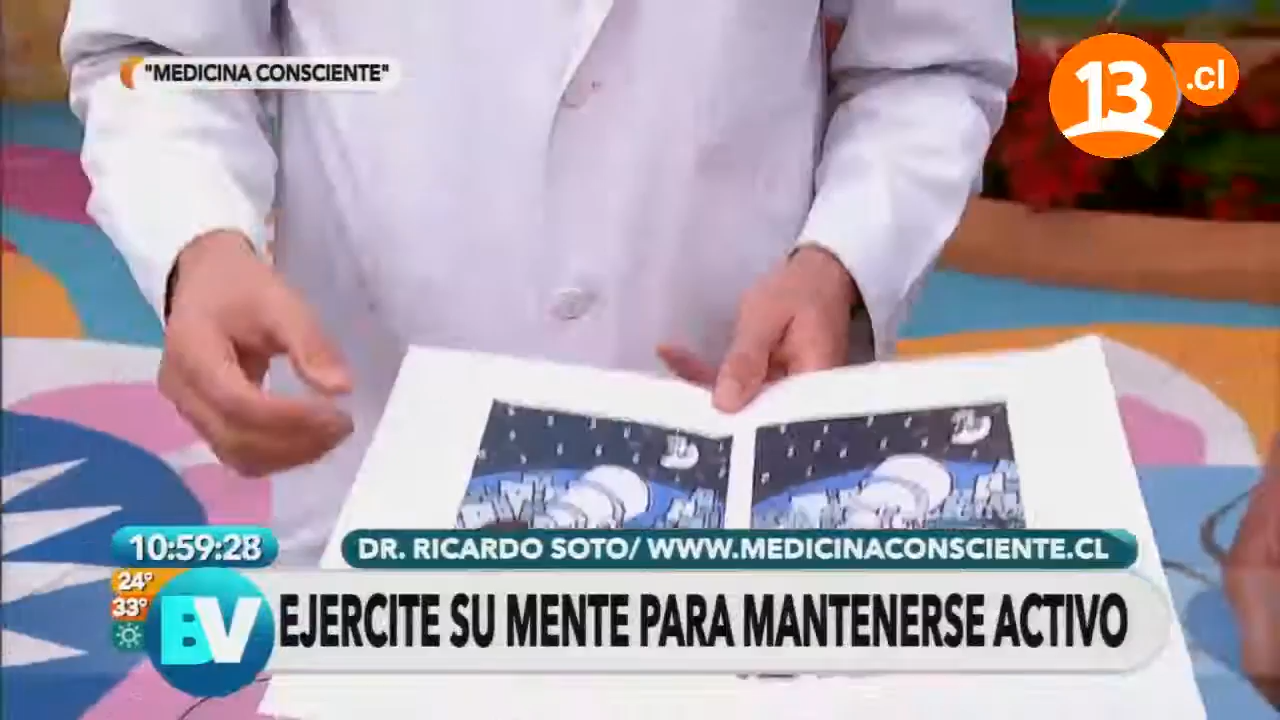 "MEDICINA CONSCIENTE"
13 .cl
10:59:28
DR. RICARDO SOTO/ WWW.MEDICINACONSCIENTE.CL
24°
33°
BV
EJERCITE SU MENTE PARA MANTENERSE ACTIVO